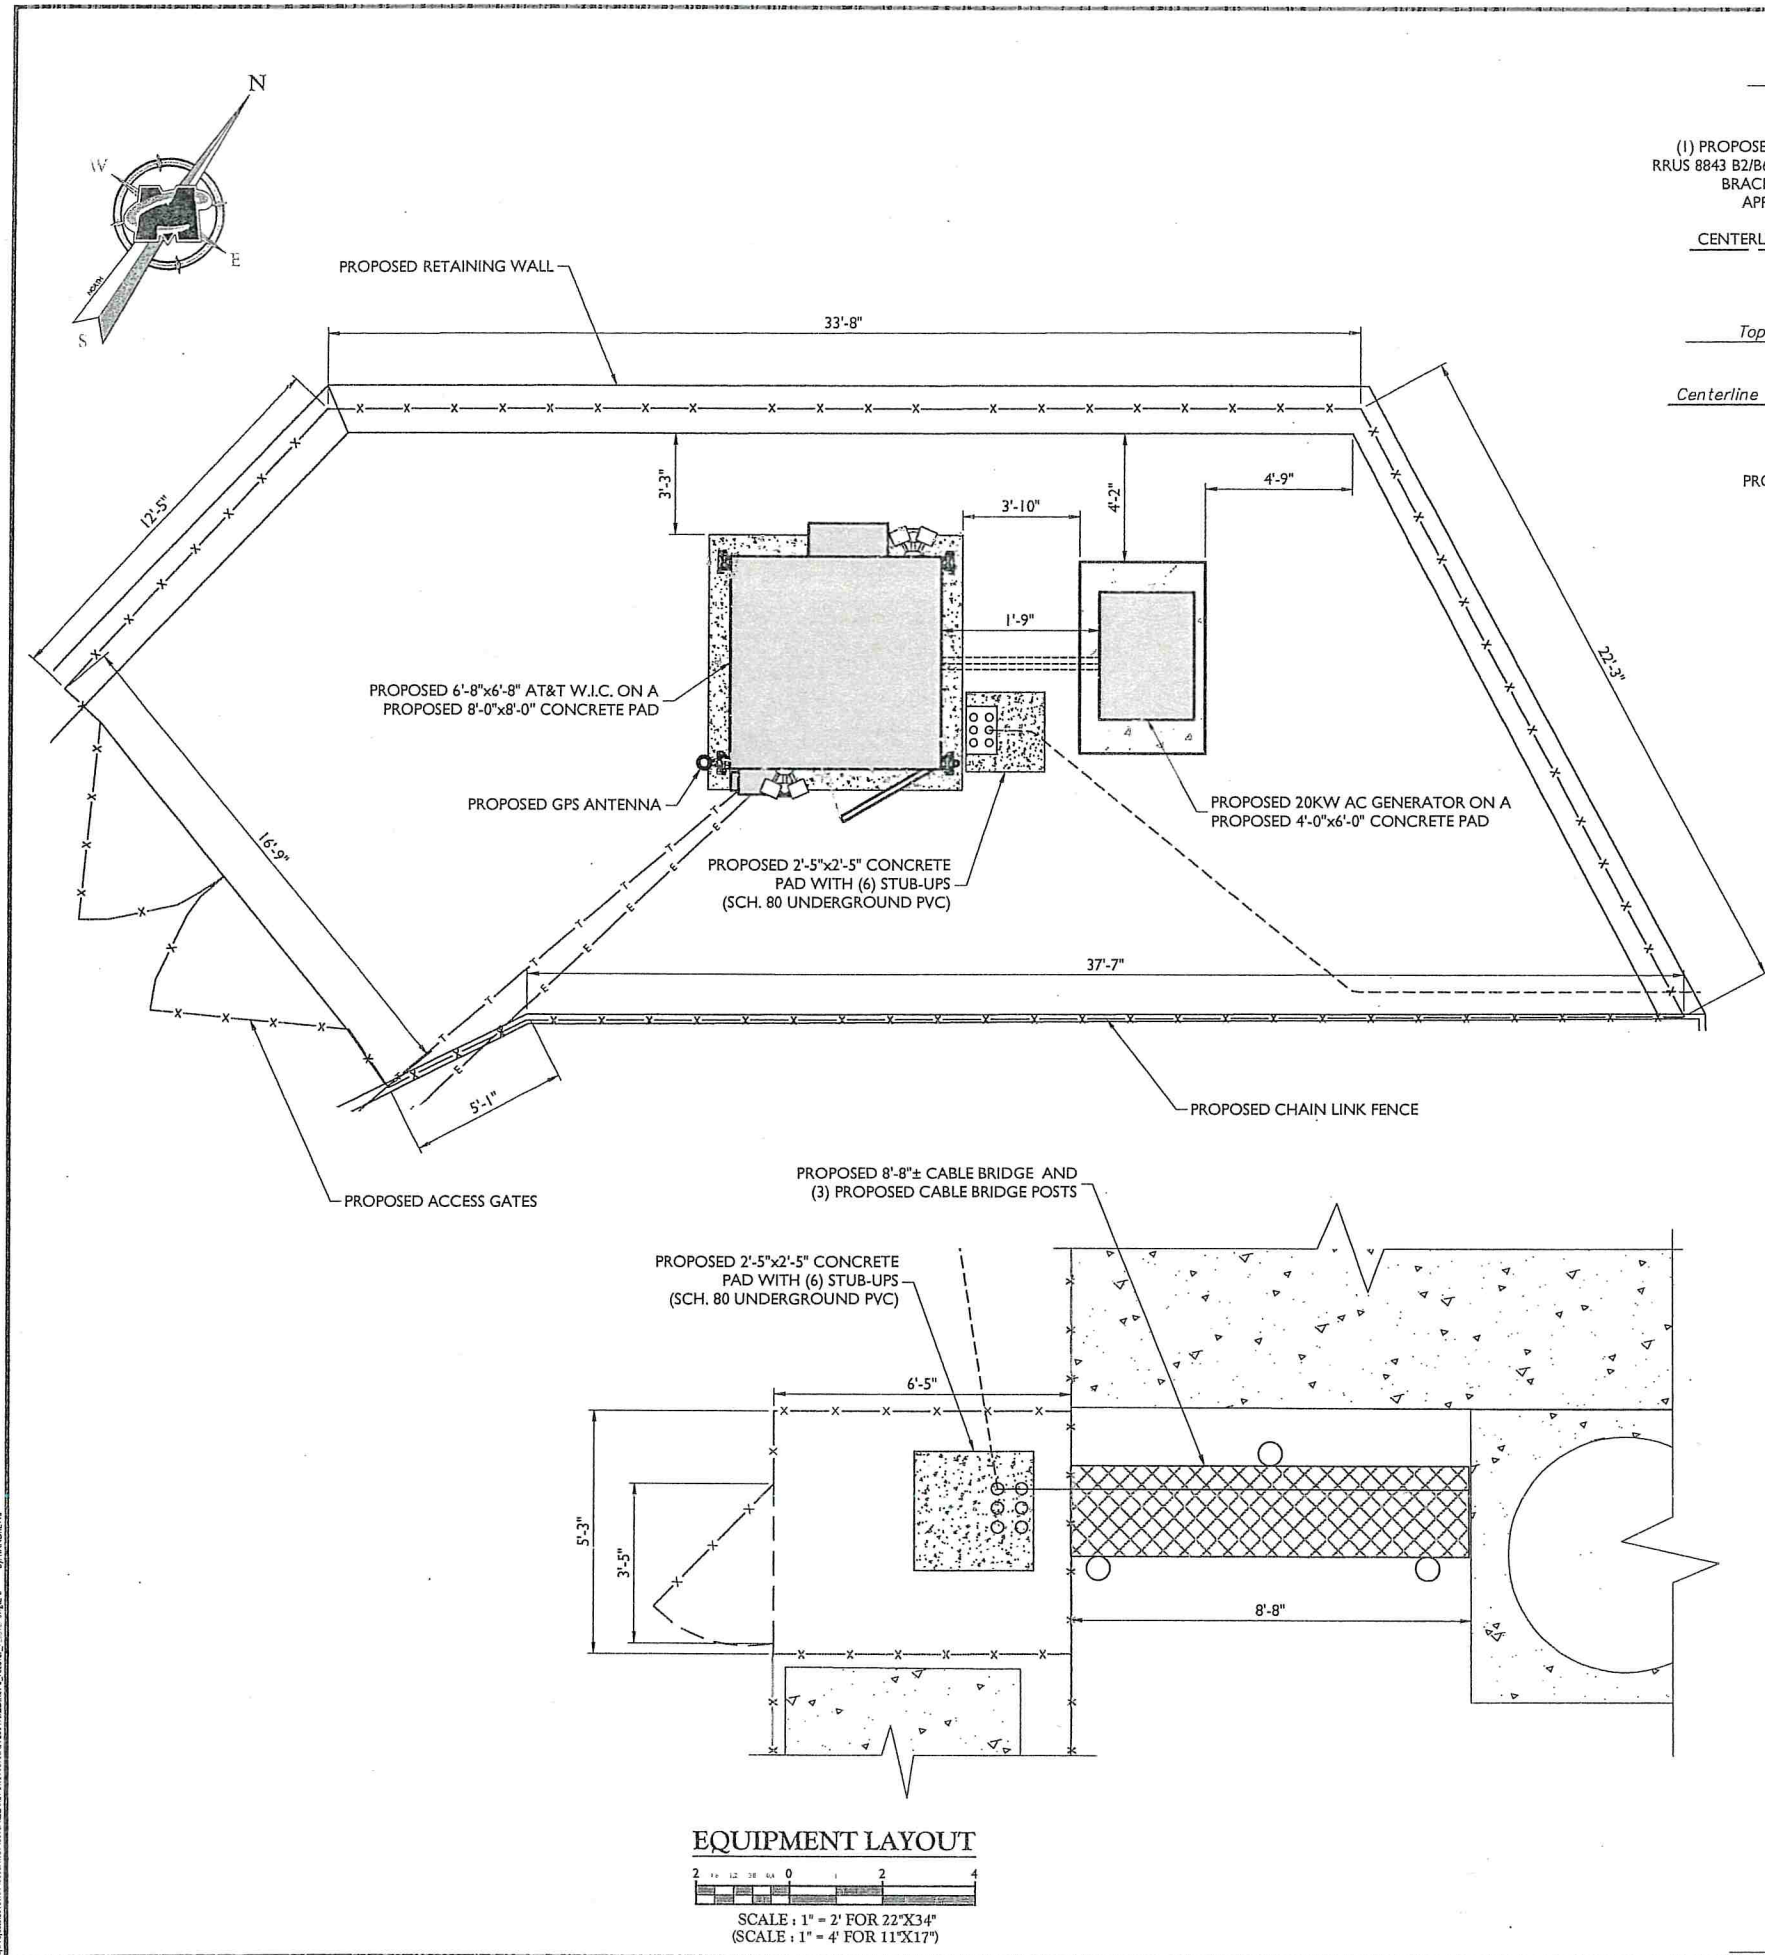 N
W
E
NORTH
S
(1) PROPOSE
RRUS 8843 B2/B6
BRAC
AP
CENTERL
Top
Centerline
PRO
PROPOSED RETAINING WALL
33'-8"
12'-5"
3'-3"
4'-2"
4'-9"
3'-10"
1'-9"
22'-3"
PROPOSED 6'-8"x6'-8" AT&T W.I.C. ON A
PROPOSED 8'-0"x8'-0" CONCRETE PAD
PROPOSED GPS ANTENNA
PROPOSED 20KW AC GENERATOR ON A
PROPOSED 4'-0"x6'-0" CONCRETE PAD
16'-9"
PROPOSED 2'-5"x2'-5" CONCRETE
PAD WITH (6) STUB-UPS
(SCH. 80 UNDERGROUND PVC)
37'-7"
5'-1"
PROPOSED CHAIN LINK FENCE
PROPOSED ACCESS GATES
PROPOSED 8'-8"± CABLE BRIDGE AND
(3) PROPOSED CABLE BRIDGE POSTS
PROPOSED 2'-5"x2'-5" CONCRETE
PAD WITH (6) STUB-UPS
(SCH. 80 UNDERGROUND PVC)
6'-5"
5'-3"
3'-5"
8'-8"
EQUIPMENT LAYOUT
2 0 1 2 4
SCALE : 1" = 2' FOR 22"X34"
(SCALE : 1" = 4' FOR 11"X17")